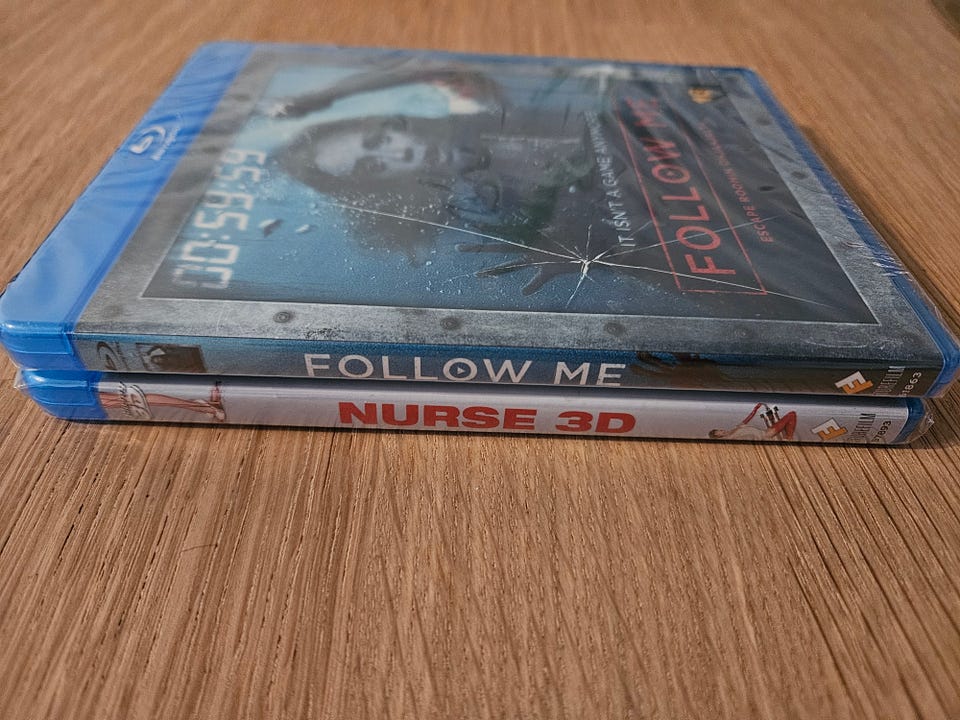 00:59:59
IT ISN'T A GAME ANYMORE
FOLLOW ME
FOLLOW ME
NURSE 3D